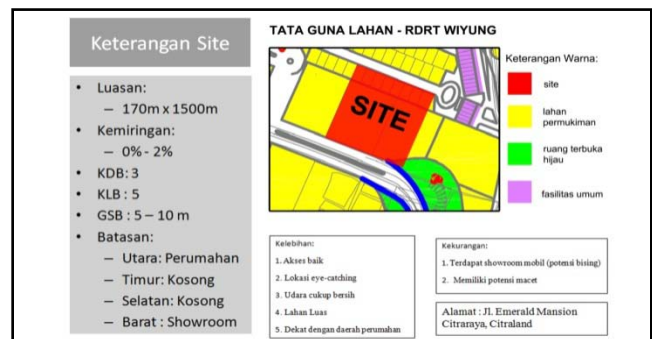 Keterangan Site
• Luasan:
– 170m x 1500m
• Kemiringan:
– 0% - 2%
• KDB: 3
• KLB : 5
• GSB : 5 – 10 m
• Batasan:
– Utara: Perumahan
– Timur: Kosong
– Selatan: Kosong
– Barat : Showroom
TATA GUNA LAHAN - RDRT WIYUNG
SITE
Keterangan Warna:
site
lahan
permukiman
ruang terbuka
hijau
fasilitas umum
Kelebihan:
1. Akses baik
2. Lokasi eye-catching
3. Udara cukup bersih
4. Lahan Luas
5. Dekat dengan daerah perumahan
Kekurangan:
1. Terdapat showroom mobil (potensi bising)
2. Memiliki potensi macet
Alamat : Jl. Emerald Mansion
Citraraya, Citraland